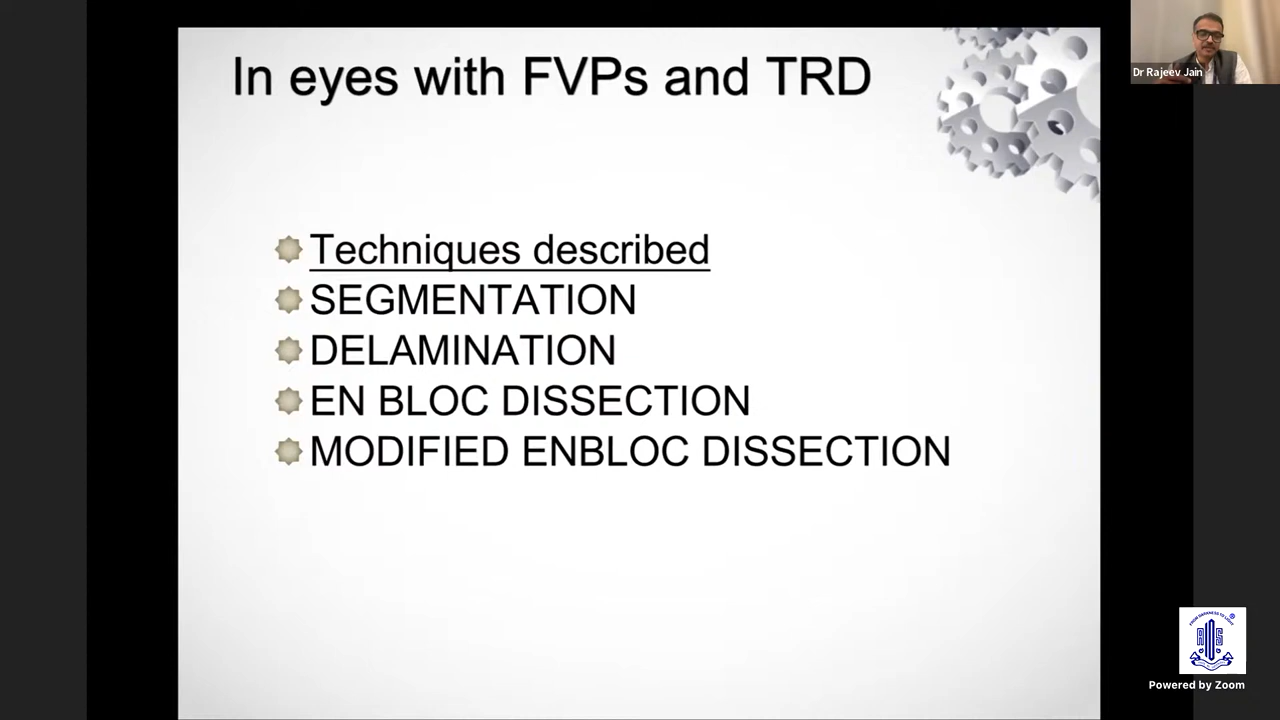 In eyes with FVPs and TRD
Dr Rajeev Jain
Techniques described
SEGMENTATION
DELAMINATION
EN BLOC DISSECTION
MODIFIED ENBLOC DISSECTION
Powered by Zoom